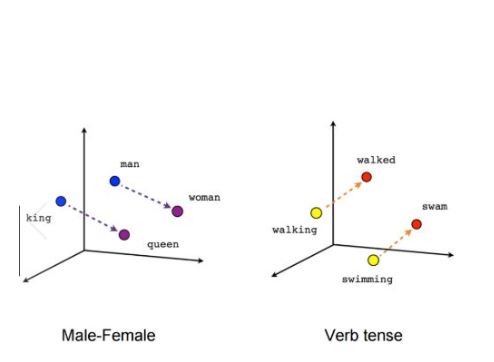 man
woman
king
queen
Male-Female
walked
swam
walking
swimming
Verb tense